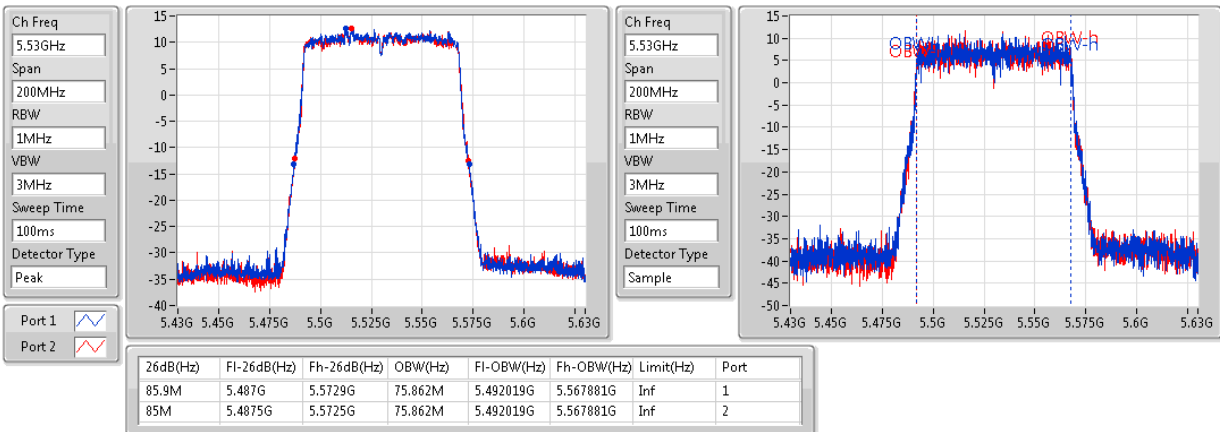 Ch Freq
5.53GHz
Span
200MHz
RBW
1MHz
VBW
3MHz
Sweep Time
100ms
Detector Type
Peak
Port 1
Port 2
15
10
5
0
-5
-10
-15
-20
-25
-30
-35
-40
5.43G 5.45G 5.475G 5.5G 5.525G 5.55G 5.575G 5.6G 5.63G
Ch Freq
5.53GHz
Span
200MHz
RBW
1MHz
VBW
3MHz
Sweep Time
100ms
Detector Type
Sample
15
10
5
0
-5
-10
-15
-20
-25
-30
-35
-40
-45
-50
5.43G 5.45G 5.475G 5.5G 5.525G 5.55G 5.575G 5.6G 5.63G
OBW-h
OBW-h
26dB(Hz) Fl-26dB(Hz) Fh-26dB(Hz) OBW(Hz) Fl-OBW(Hz) Fh-OBW(Hz) Limit(Hz) Port
85.9M 5.487G 5.5729G 75.862M 5.492019G 5.567881G Inf 1
85M 5.4875G 5.5725G 75.862M 5.492019G 5.567881G Inf 2